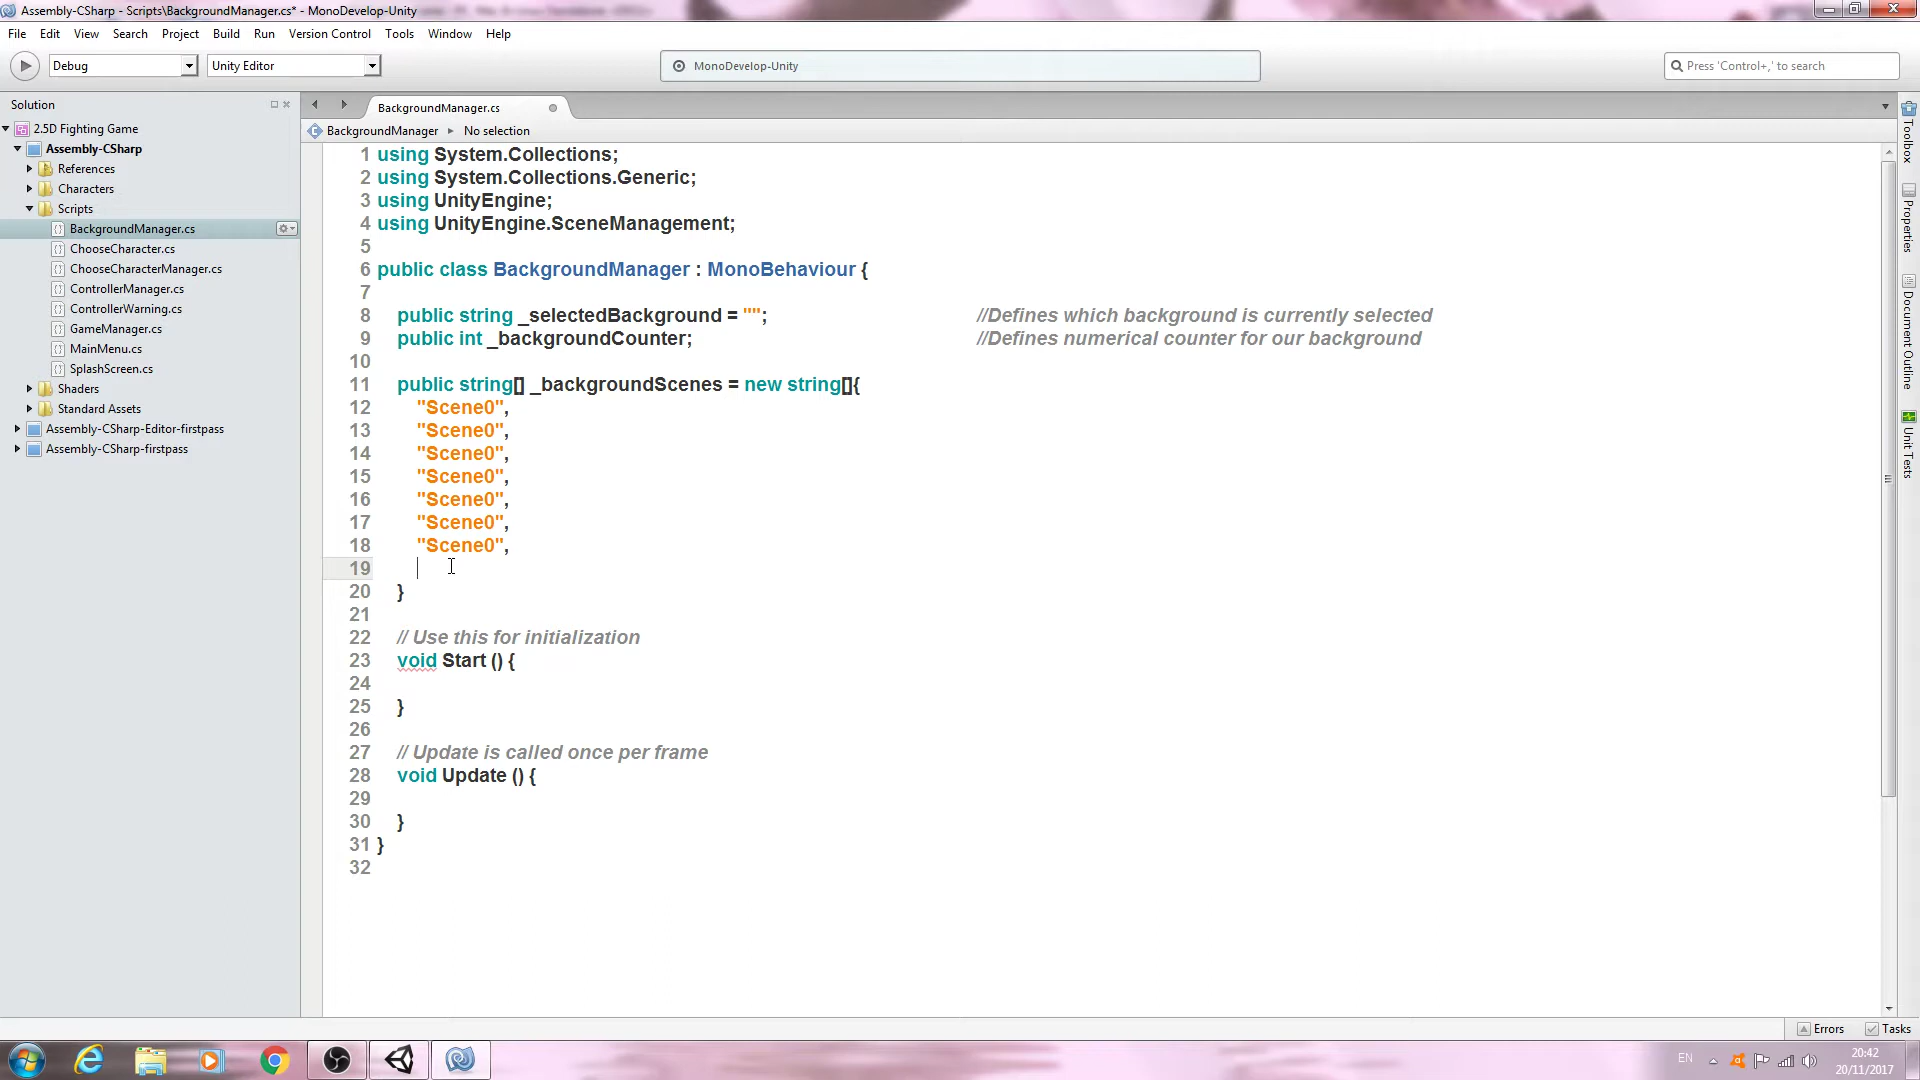 Assembly-CSharp - Scripts\BackgroundManager.cs* - MonoDevelop-Unity
File Edit View Search Project Build Run Version Control Tools Window Help
Debug
Unity Editor
MonoDevelop-Unity
Press 'Control+,' to search
Solution
2.5D Fighting Game
Assembly-CSharp
References
Characters
Scripts
BackgroundManager.cs
ChooseCharacter.cs
ChooseCharacterManager.cs
ControllerManager.cs
ControllerWarning.cs
GameManager.cs
MainMenu.cs
SplashScreen.cs
Shaders
Standard Assets
Assembly-CSharp-Editor-firstpass
Assembly-CSharp-firstpass
BackgroundManager.cs
BackgroundManager ▸ No selection
1 using System.Collections;
2 using System.Collections.Generic;
3 using UnityEngine;
4 using UnityEngine.SceneManagement;
5
6 public class BackgroundManager : MonoBehaviour {
7
8 public string _selectedBackground = ""; //Defines which background is currently selected
9 public int _backgroundCounter; //Defines numerical counter for our background
10
11 public string[] _backgroundScenes = new string[]{
12 "Scene0",
13 "Scene0",
14 "Scene0",
15 "Scene0",
16 "Scene0",
17 "Scene0",
18 "Scene0",
19
20 }
21
22 // Use this for initialization
23 void Start () {
24
25 }
26
27 // Update is called once per frame
28 void Update () {
29
30 }
31 }
32
Toolbox
Properties
Document Outline
Unit Tests
Errors
Tasks
EN
20:42
20/11/2017